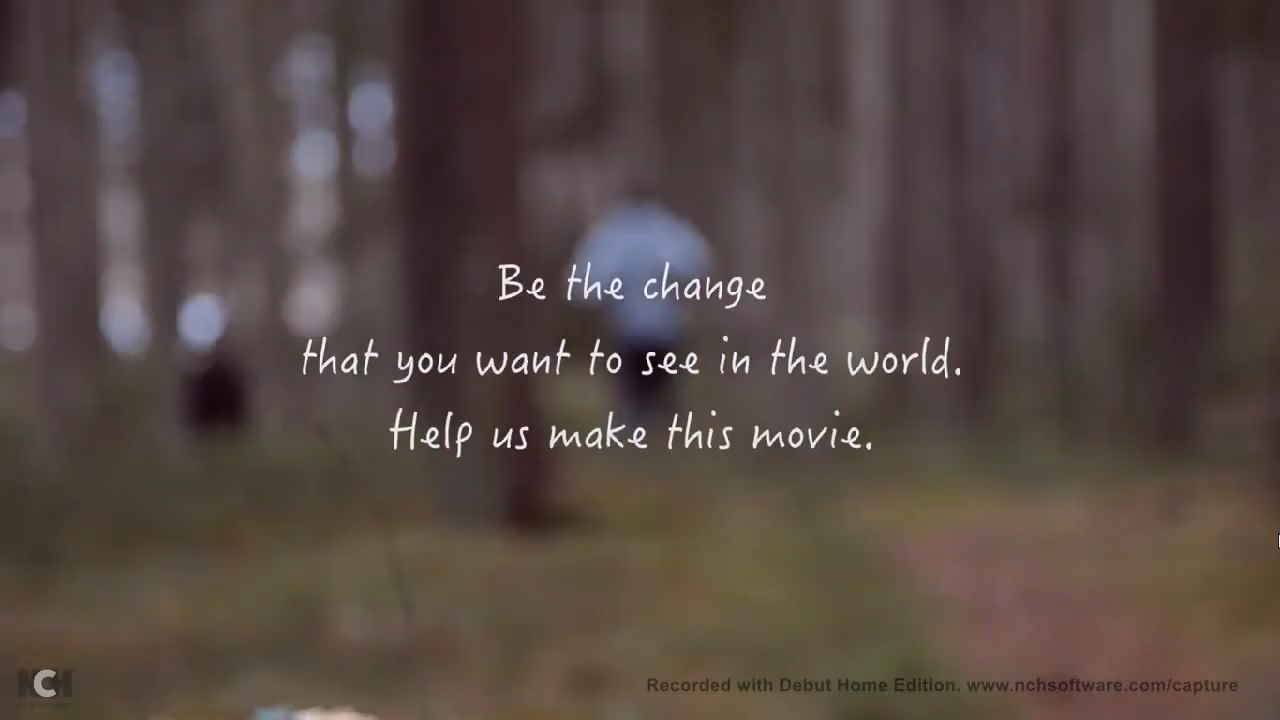 Be the change
that you want to see in the world.
Help us make this movie.
NCH
Recorded with Debut Home Edition. www.nchsoftware.com/capture